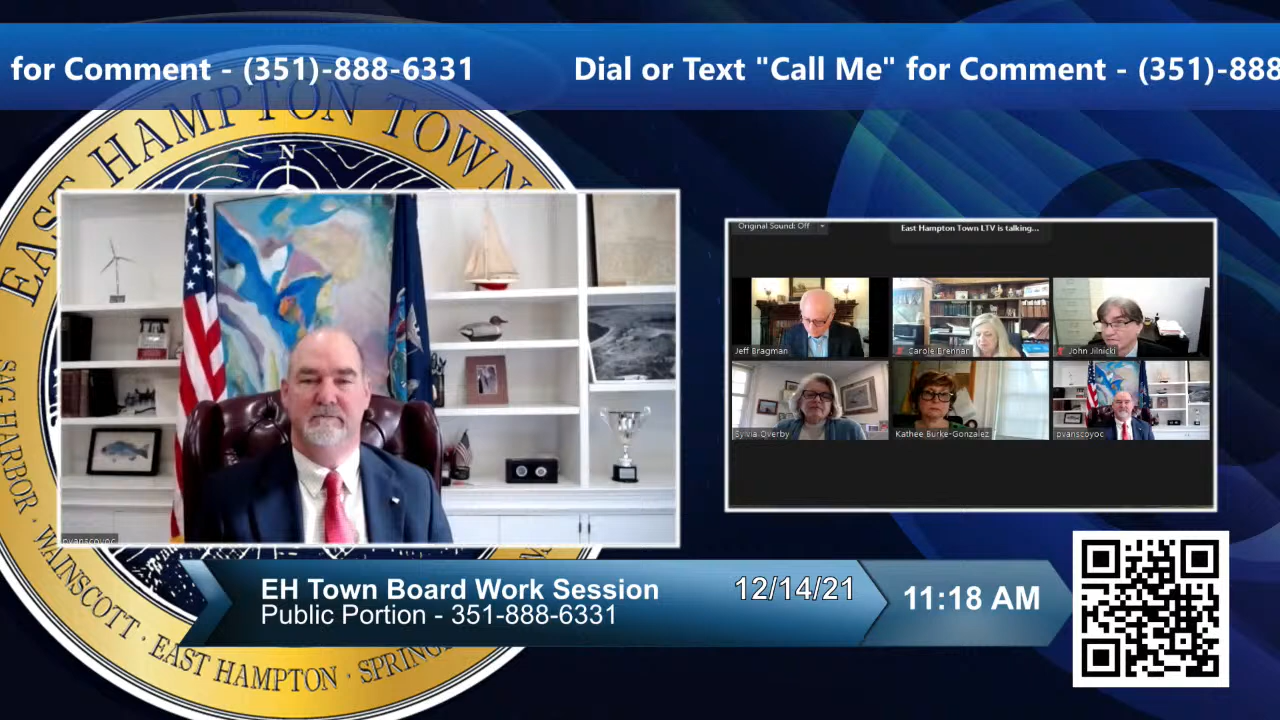 for Comment - (351)-888-6331 Dial or Text "Call Me" for Comment - (351)-888
EAST HAMPTON TOWN
N
Original Sound: Off
East Hampton Town LTV is talking...
Jeff Bragman
Carole Brennan
John Jilnicki
Sylvia Overby
Kathee Burke-Gonzalez
pvanscoyoc
pvanscoyoc
EH Town Board Work Session
12/14/21
11:18 AM
Public Portion - 351-888-6331
SAG HARBOR · WAINSCOTT · EAST HAMPTON · SPRING